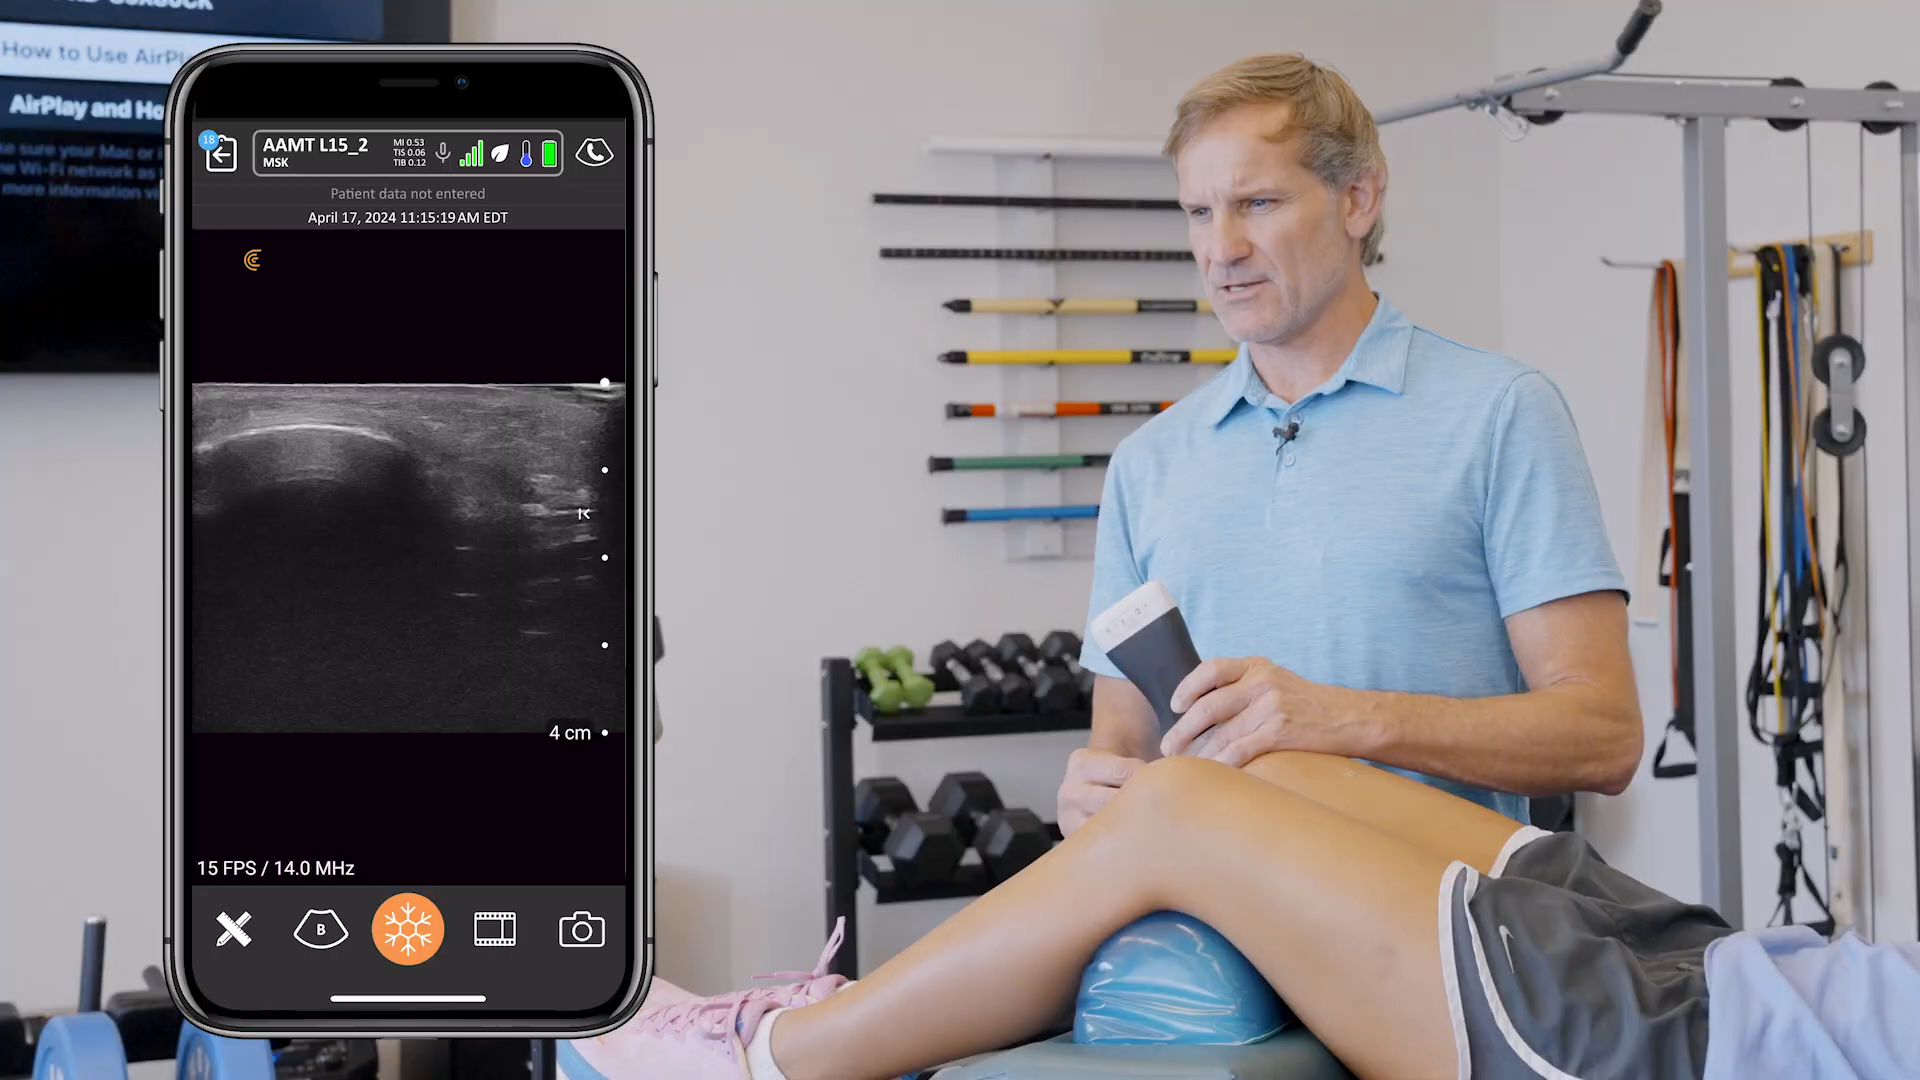 How to Use AirPl
AirPlay and Ho
18
AAMT L15_2
MSK
MI 0.53
TIS 0.06
TIB 0.12
Patient data not entered
April 17, 2024 11:15:19 AM EDT
4 cm
15 FPS / 14.0 MHz
B